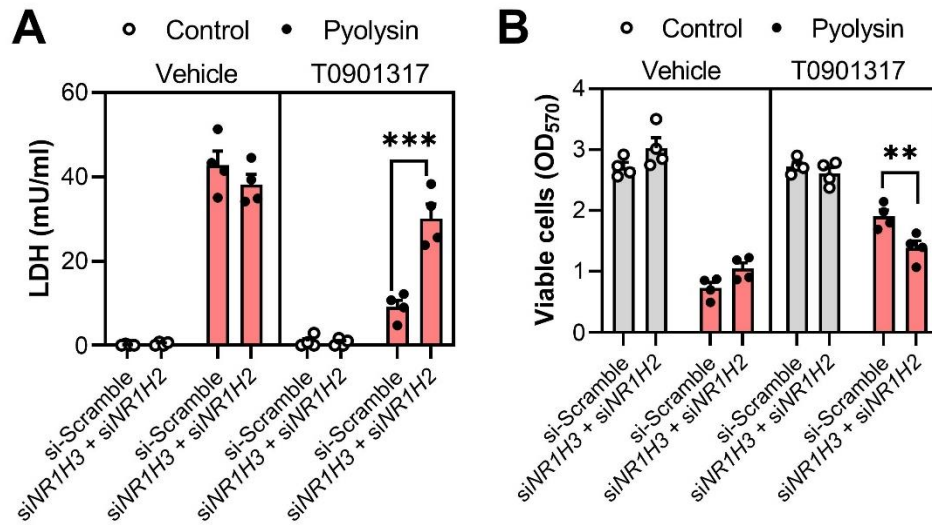 A
Control Pyolysin
Vehicle T0901317
LDH (mU/ml)
60
40
20
0
***
si-Scramble
siNR1H3 + siNR1H2
si-Scramble
siNR1H3 + siNR1H2
si-Scramble
siNR1H3 + siNR1H2
si-Scramble
siNR1H3 + siNR1H2
B
Control Pyolysin
Vehicle T0901317
Viable cells (OD570)
4
3
2
1
0
**
si-Scramble
siNR1H3 + siNR1H2
si-Scramble
siNR1H3 + siNR1H2
si-Scramble
siNR1H3 + siNR1H2
si-Scramble
siNR1H3 + siNR1H2